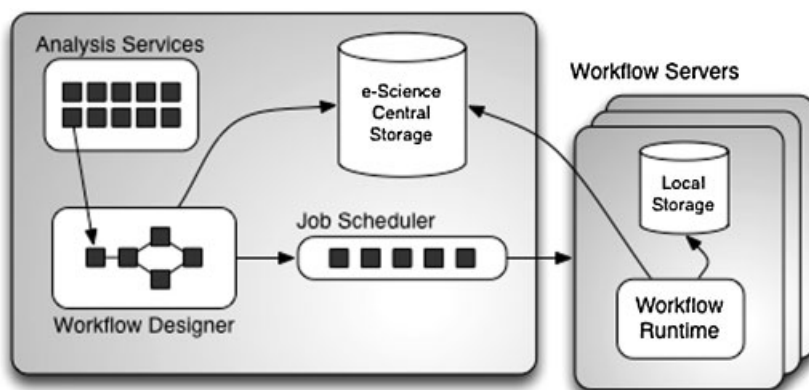 Analysis Services
e-Science
Central
Storage
Workflow Servers
Local
Storage
Job Scheduler
Workflow Designer
Workflow
Runtime